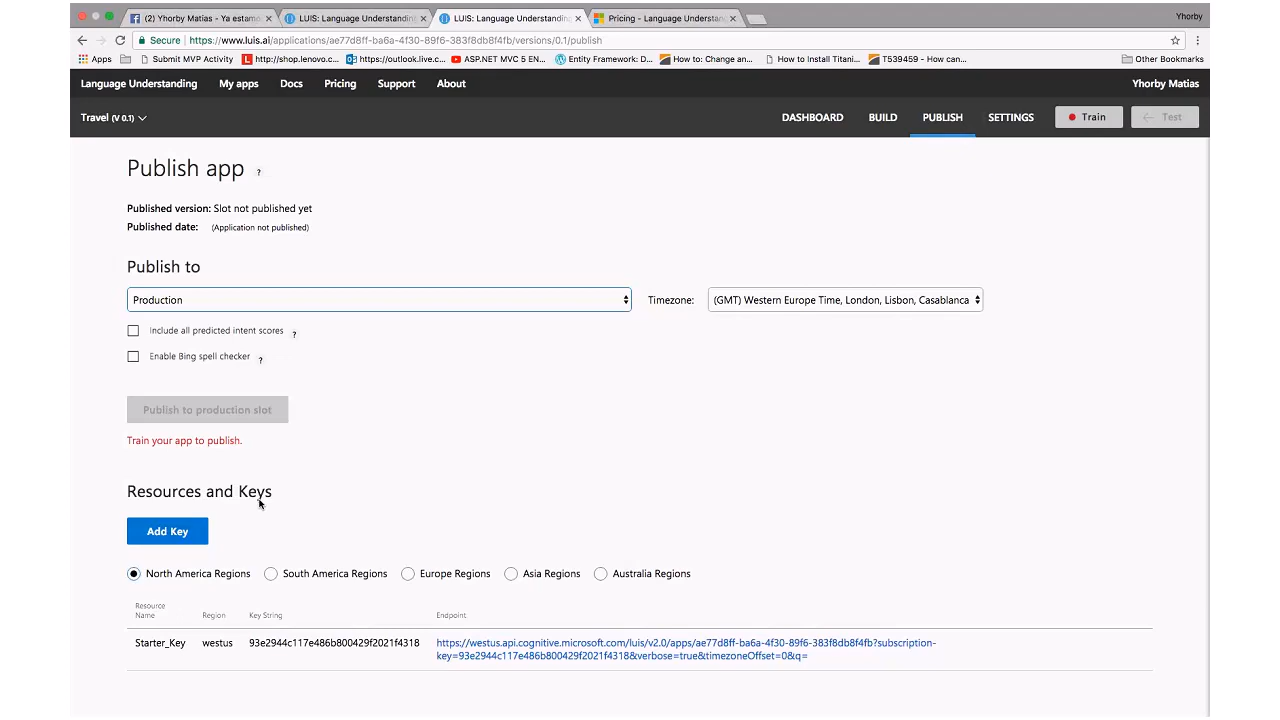 (2) Yhorby Matias - Ya estamo
LUIS: Language Understandin
LUIS: Language Understandin
Pricing - Language Understan
Yhorby
Secure
https://www.luis.ai/applications/ae77d8ff-ba6a-4f30-89f6-383f8db8f4fb/versions/0.1/publish
Apps
Submit MVP Activity
http://shop.lenovo.c...
https://outlook.live.c...
ASP.NET MVC 5 EN...
Entity Framework: D...
How to: Change an...
How to Install Titani...
T539459 - How can...
Other Bookmarks
Language Understanding
My apps
Docs
Pricing
Support
About
Yhorby Matias
Travel (V 0.1)
DASHBOARD
BUILD
PUBLISH
SETTINGS
Train
Test
Publish app ?
Published version: Slot not published yet
Published date: (Application not published)
Publish to
Production
Timezone:
(GMT) Western Europe Time, London, Lisbon, Casablanca
Include all predicted intent scores ?
Enable Bing spell checker ?
Publish to production slot
Train your app to publish.
Resources and Keys
Add Key
North America Regions
South America Regions
Europe Regions
Asia Regions
Australia Regions
Resource Name
Region
Key String
Endpoint
Starter_Key
westus
93e2944c117e486b800429f2021f4318
https://westus.api.cognitive.microsoft.com/luis/v2.0/apps/ae77d8ff-ba6a-4f30-89f6-383f8db8f4fb?subscription-
key=93e2944c117e486b800429f2021f4318&verbose=true&timezoneOffset=0&q=